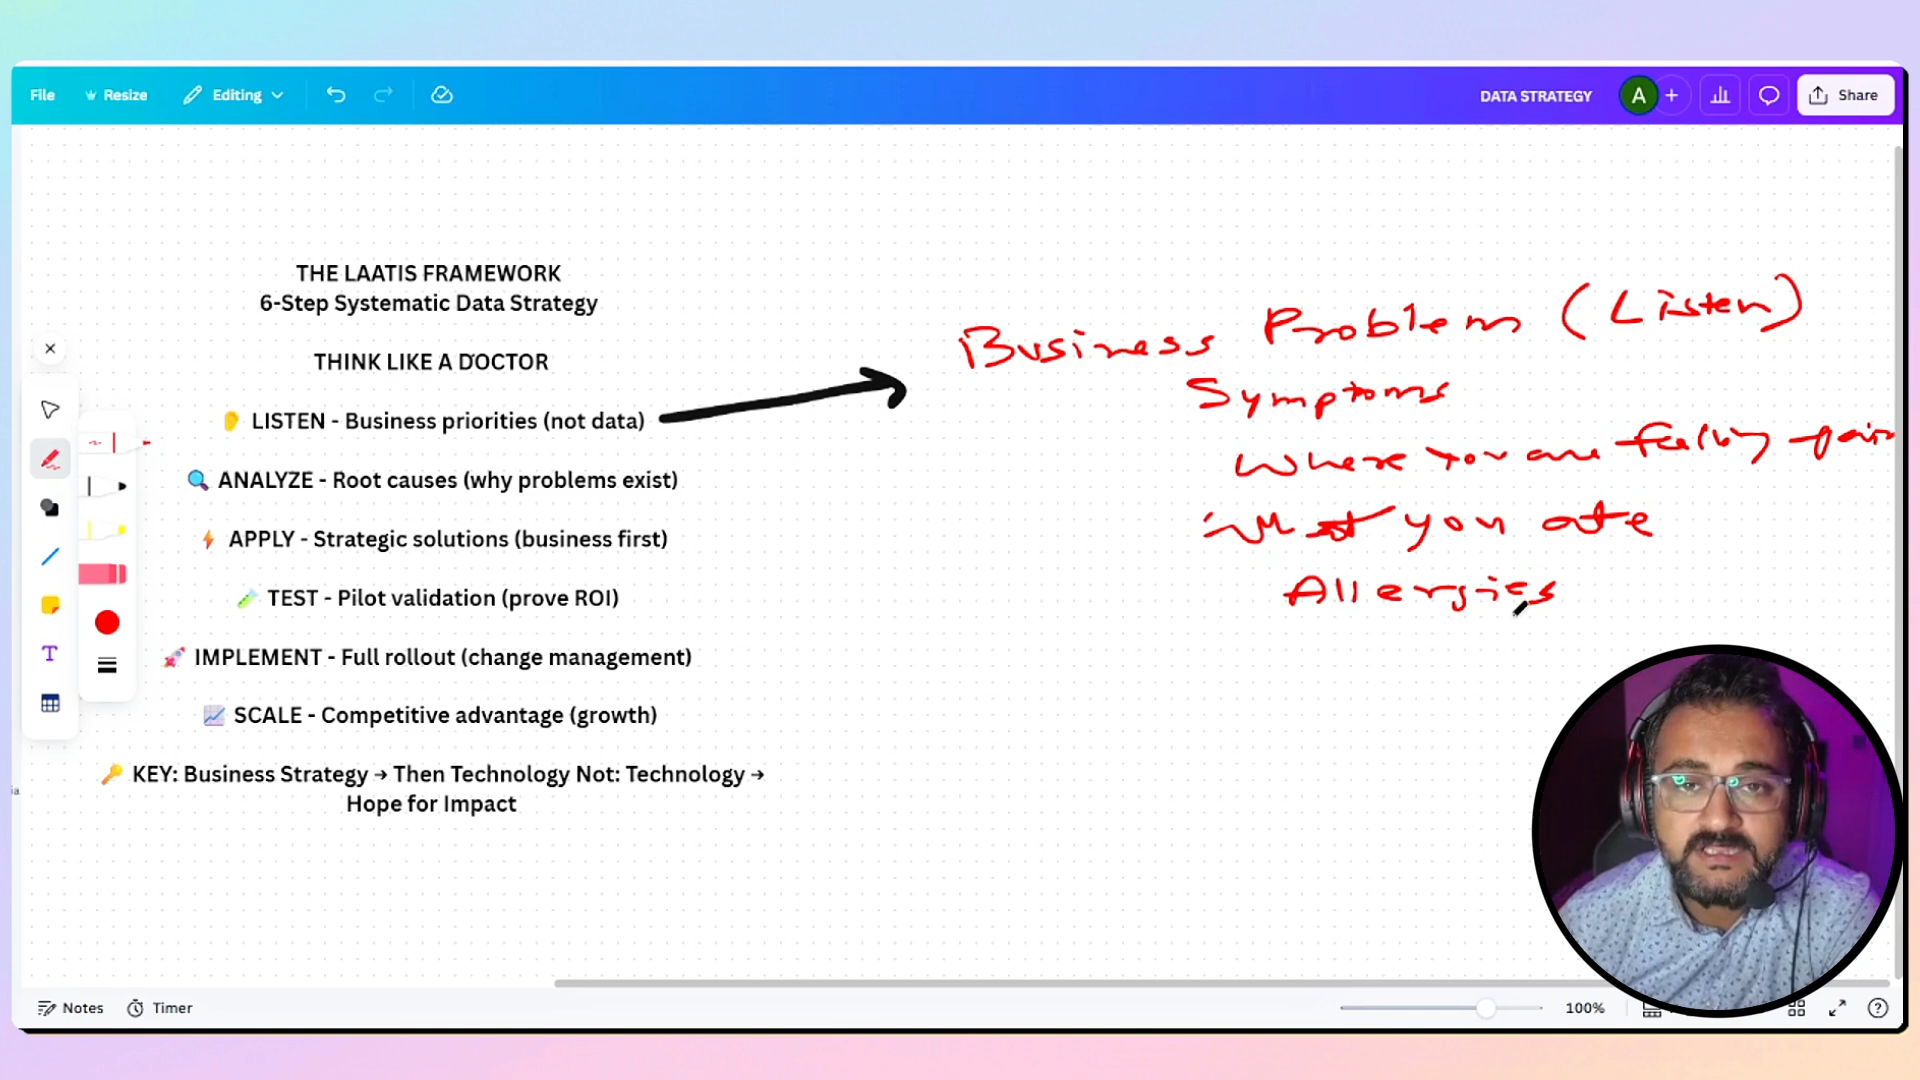 File Resize Editing DATA STRATEGY A + Share
THE LAATIS FRAMEWORK
6-Step Systematic Data Strategy
THINK LIKE A DOCTOR
👂 LISTEN - Business priorities (not data)
🔍 ANALYZE - Root causes (why problems exist)
⚡ APPLY - Strategic solutions (business first)
🧪 TEST - Pilot validation (prove ROI)
🚀 IMPLEMENT - Full rollout (change management)
📈 SCALE - Competitive advantage (growth)
🔑 KEY: Business Strategy → Then Technology Not: Technology →
Hope for Impact
Business Problem (Listen)
Symptoms
Where You are feeling pain
you ate
Allergies
T
ia
Notes Timer 100%